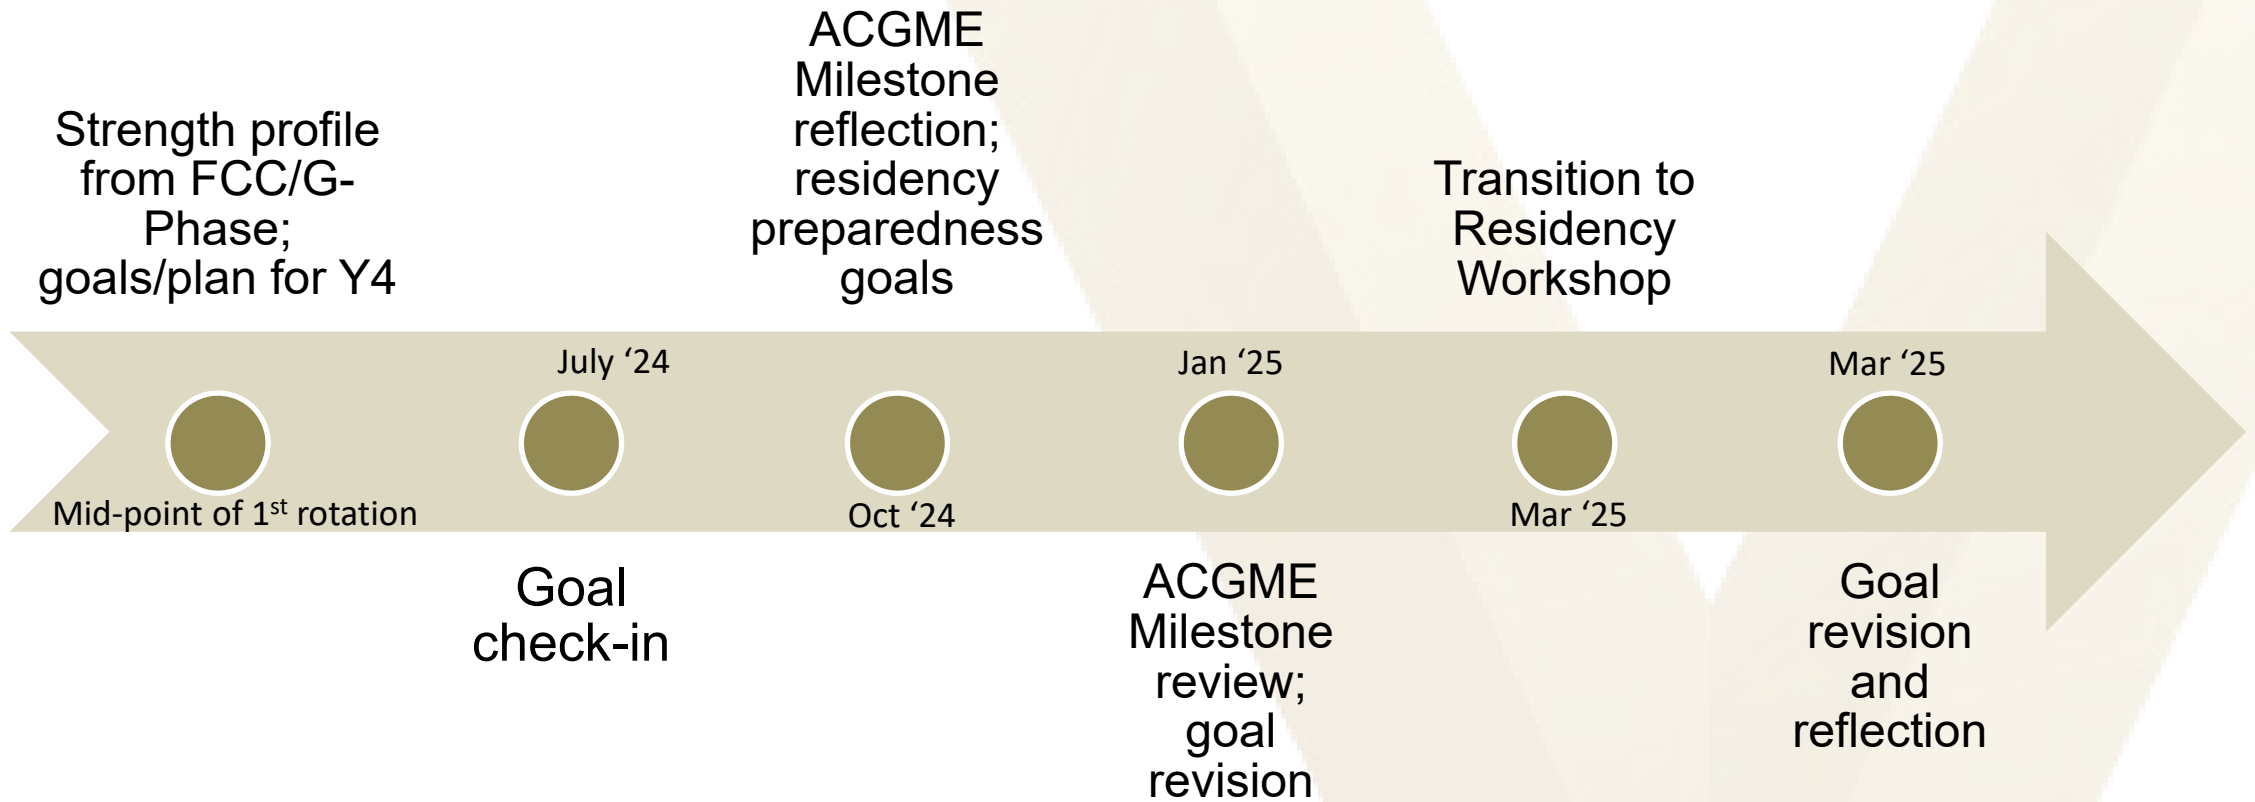 Strength profile
from FCC/G-
Phase;
goals/plan for Y4
Mid-point of 1st rotation
July ‘24
Goal
check-in
ACGME
Milestone
reflection;
residency
preparedness
goals
Oct ‘24
Jan ‘25
ACGME
Milestone
review;
goal
revision
Transition to
Residency
Workshop
Mar ‘25
Mar ‘25
Goal
revision
and
reflection